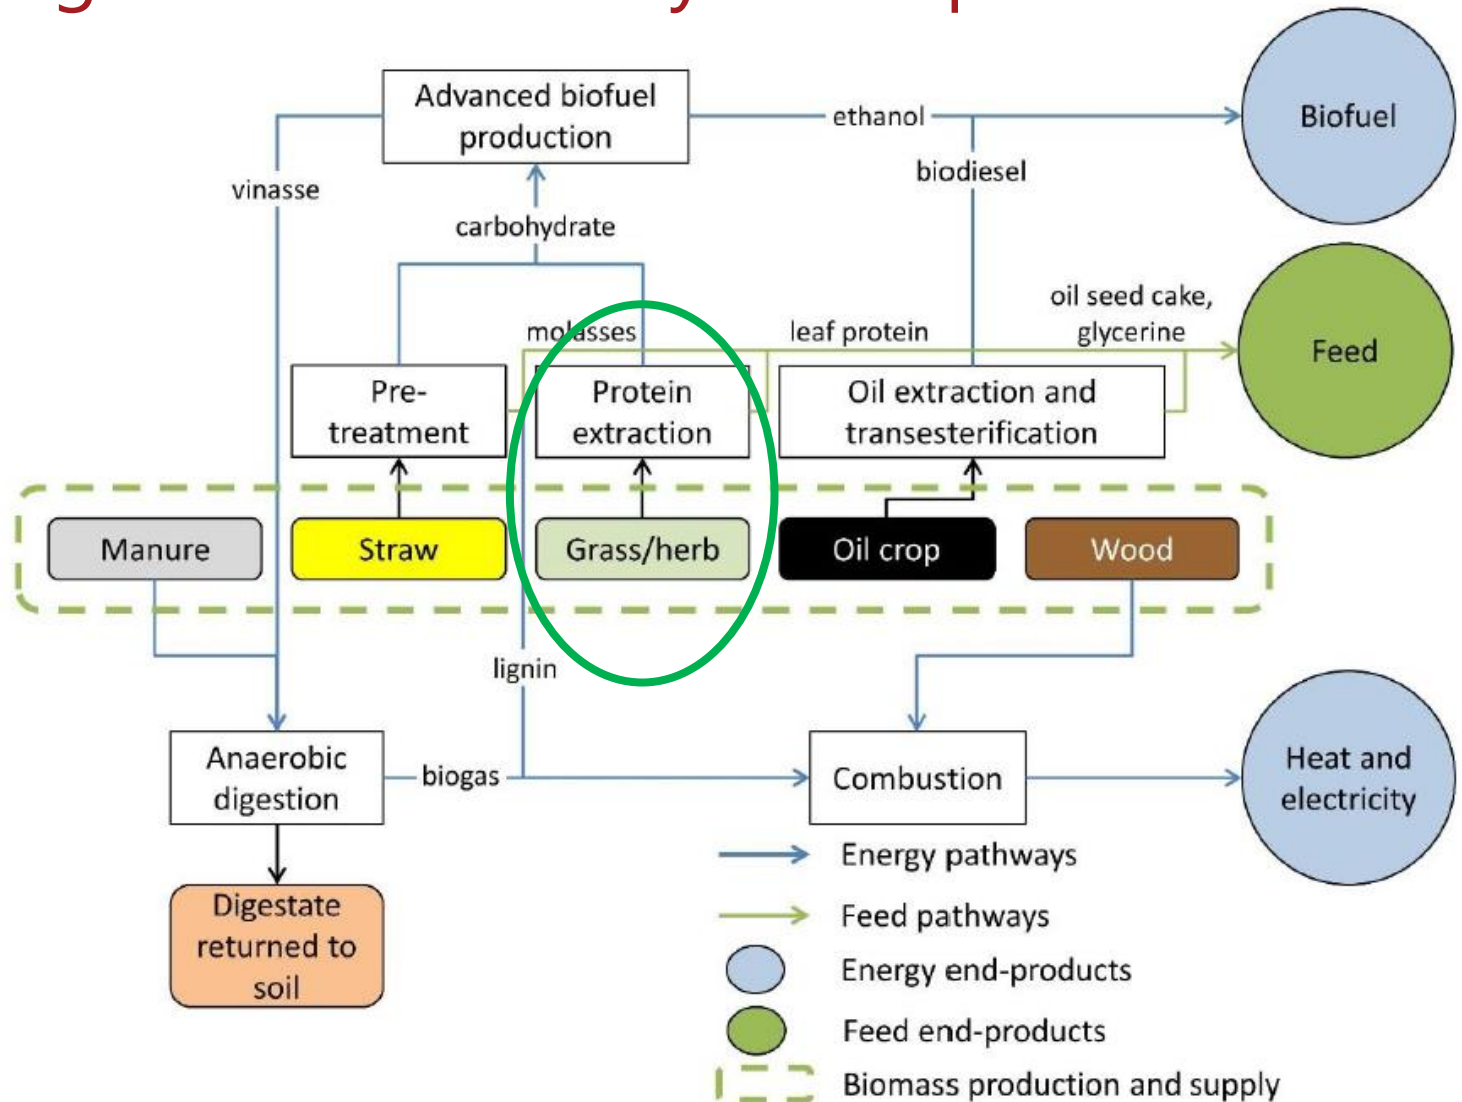 Advanced biofuel
production
ethanol
Biofuel
biodiesel
vinasse
carbohydrate
oil seed cake,
glycerine
molasses
leaf protein
Feed
Pre-
treatment
Protein
extraction
Oil extraction and
transesterification
Manure
Straw
Grass/herb
Oil crop
Wood
lignin
Anaerobic
digestion
biogas
Combustion
Heat and
electricity
Digestate
returned to
soil
Energy pathways
Feed pathways
Energy end-products
Feed end-products
Biomass production and supply